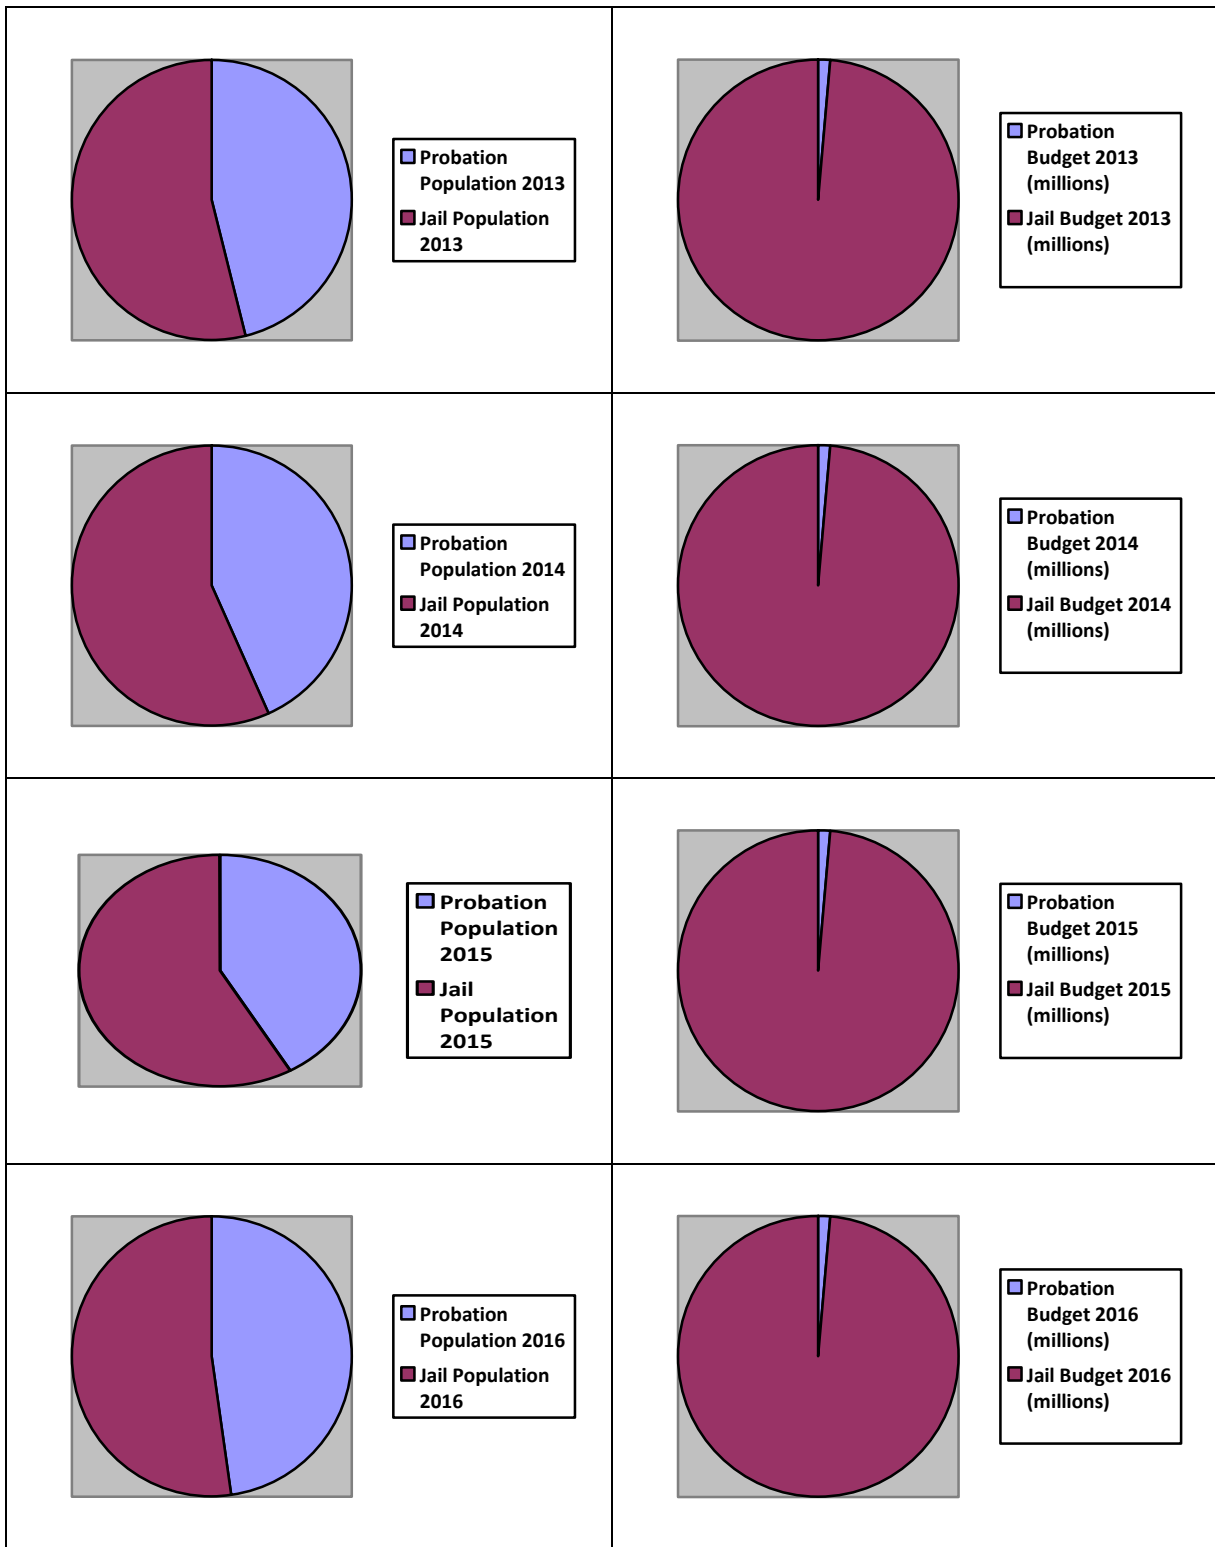 Probation
Population 2013
Jail Population
2013
Probation
Budget 2013
(millions)
Jail Budget 2013
(millions)
Probation
Population 2014
Jail Population
2014
Probation
Budget 2014
(millions)
Jail Budget 2014
(millions)
Probation
Population
2015
Jail
Population
2015
Probation
Budget 2015
(millions)
Jail Budget 2015
(millions)
Probation
Population 2016
Jail Population
2016
Probation
Budget 2016
(millions)
Jail Budget 2016
(millions)